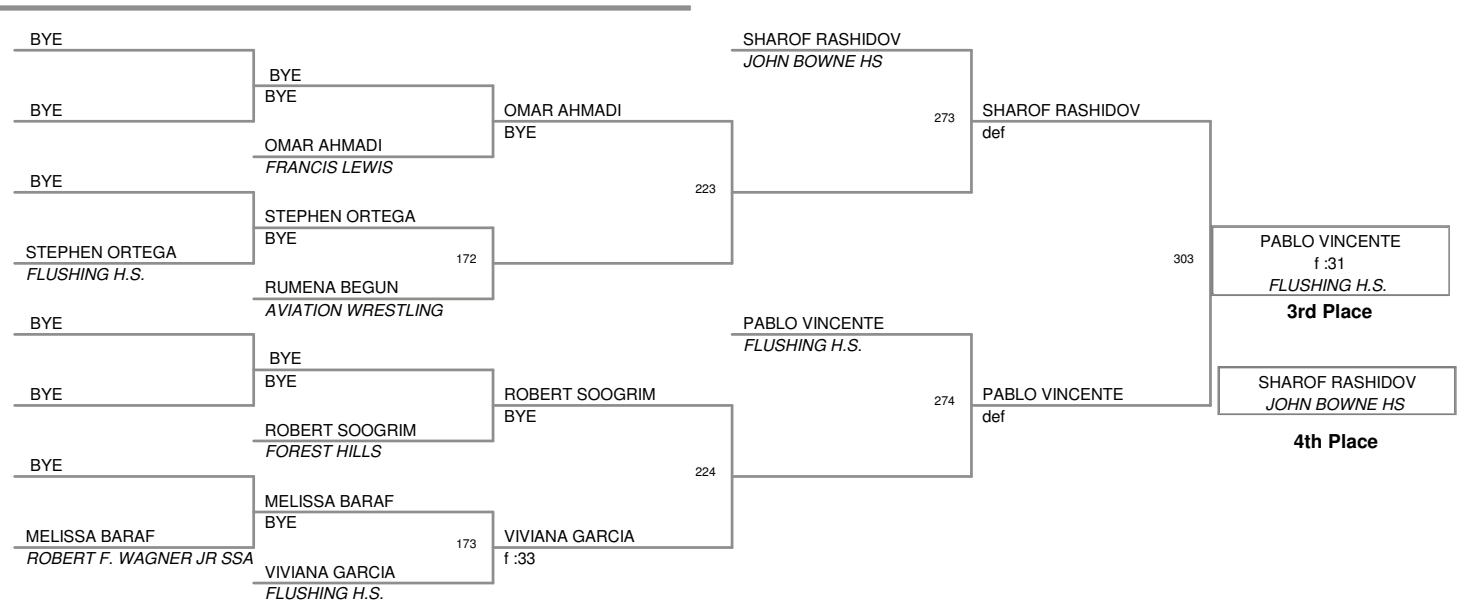 BYE
BYE
BYE
STEPHEN ORTEGA
FLUSHING H.S.
BYE
BYE
BYE
MELISSA BARAF
ROBERT F. WAGNER JR SSA
BYE
BYE
OMAR AHMADI
FRANCIS LEWIS
STEPHEN ORTEGA
BYE
172
RUMENA BEGUN
AVIATION WRESTLING
BYE
BYE
ROBERT SOOGRIM
FOREST HILLS
MELISSA BARAF
BYE
173
VIVIANA GARCIA
FLUSHING H.S.
OMAR AHMADI
BYE
223
ROBERT SOOGRIM
BYE
224
VIVIANA GARCIA
f :33
SHAROF RASHIDOV
JOHN BOWNE HS
273
PABLO VINCENTE
FLUSHING H.S.
274
SHAROF RASHIDOV
def
303
PABLO VINCENTE
def
PABLO VINCENTE
f :31
FLUSHING H.S.
3rd Place
SHAROF RASHIDOV
JOHN BOWNE HS
4th Place